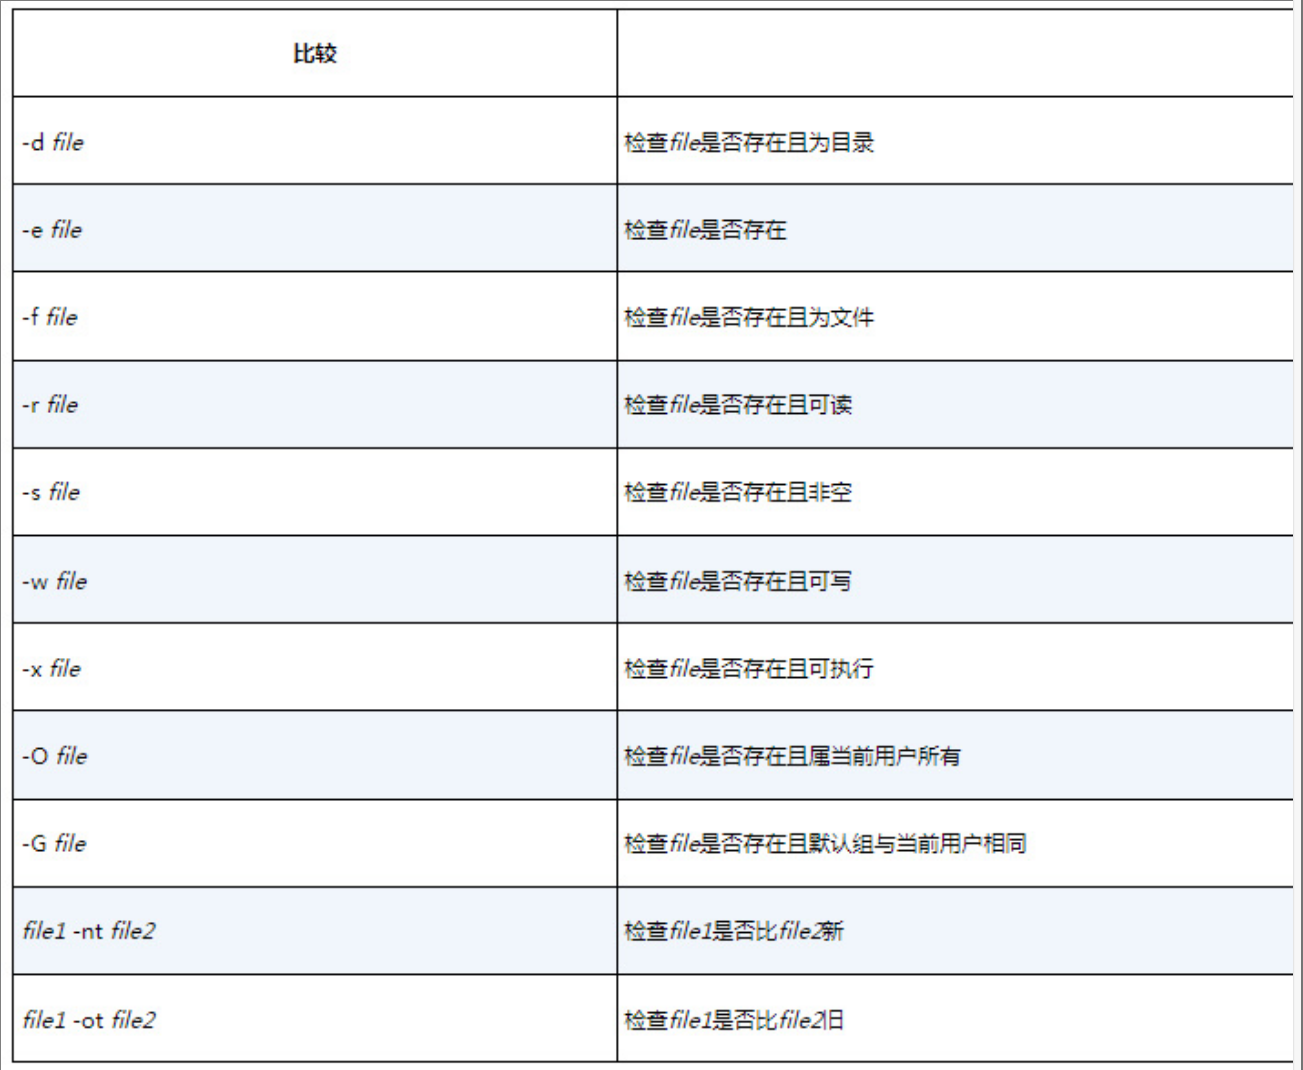 比较
-d file
检查file是否存在且为目录
-e file
检查file是否存在
-f file
检查file是否存在且为文件
-r file
检查file是否存在且可读
-s file
检查file是否存在且非空
-w file
检查file是否存在且可写
-x file
检查file是否存在且可执行
-O file
检查file是否存在且属当前用户所有
-G file
检查file是否存在且默认组与当前用户相同
file1 -nt file2
检查file1是否比file2新
file1 -ot file2
检查file1是否比file2旧